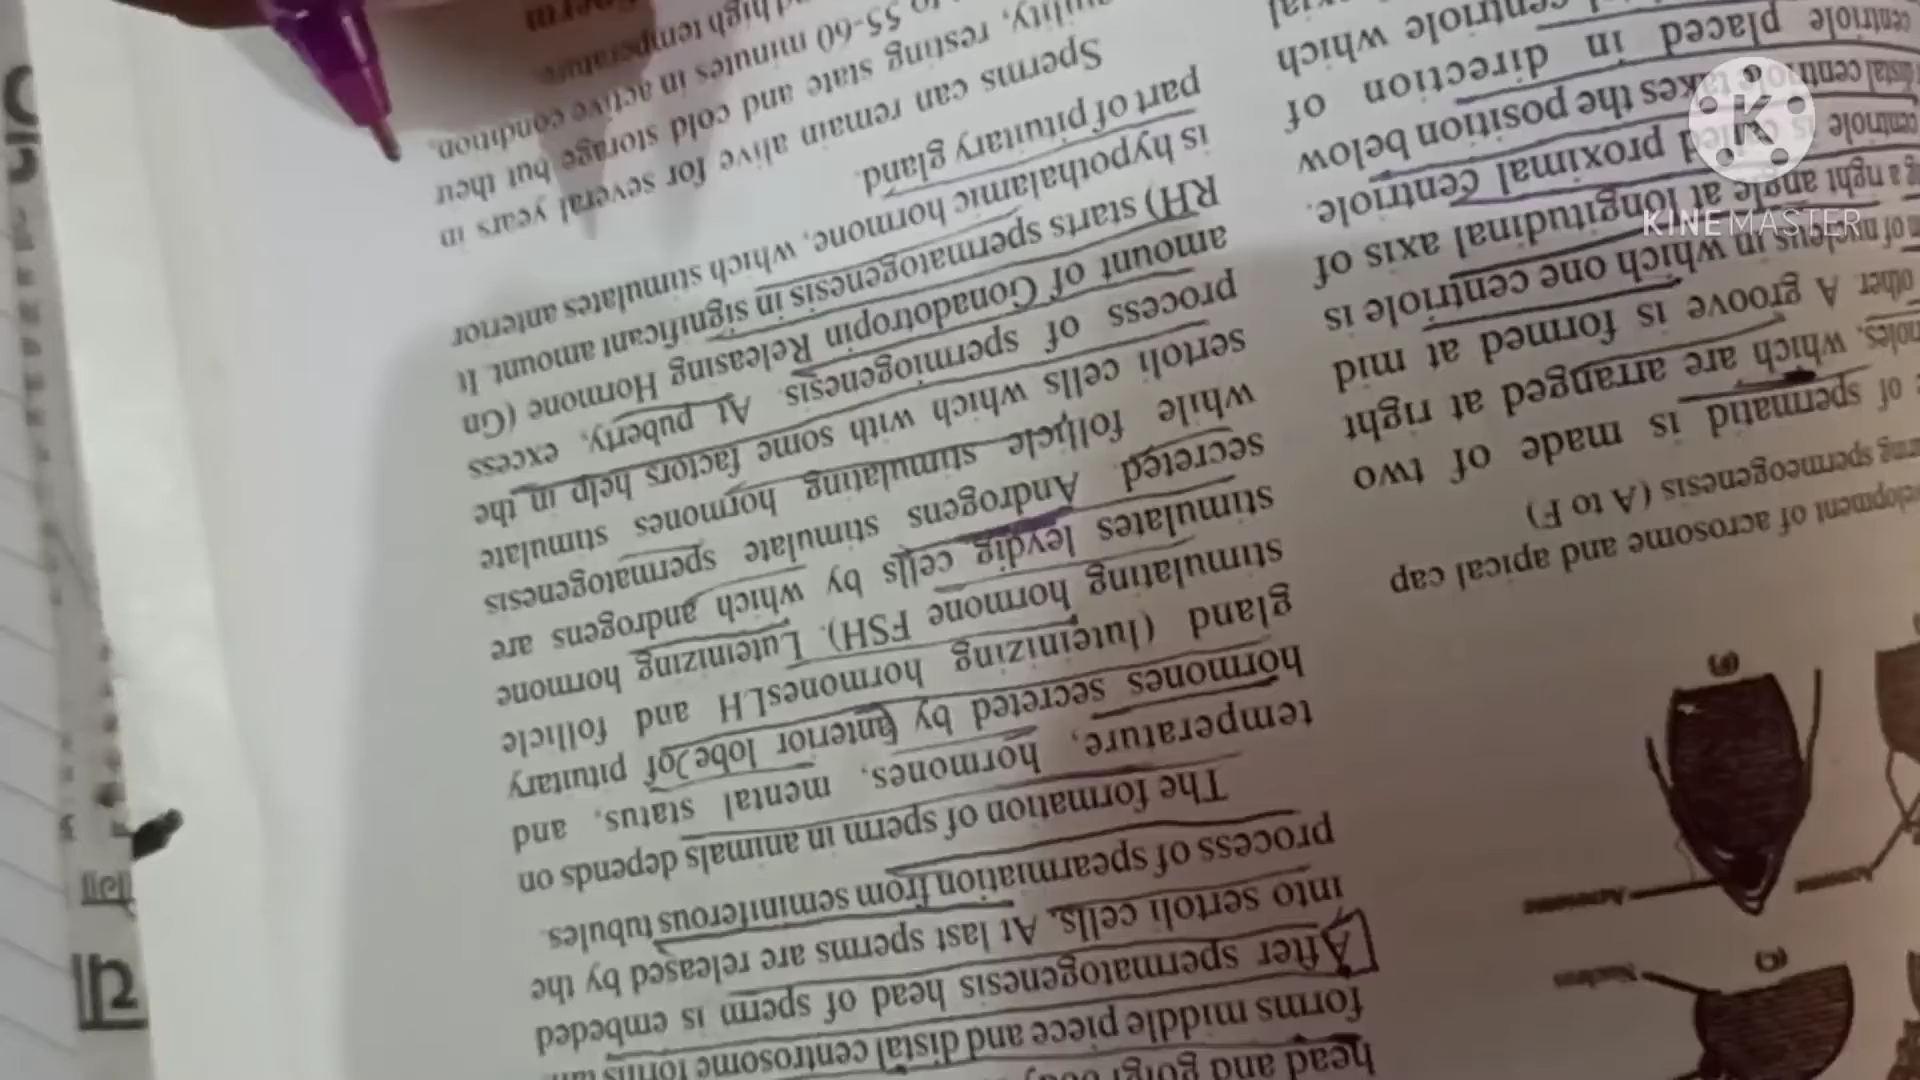 head and golgi body
forms middle piece and distal centrosome forms
After spermatogenesis head of sperm is embeded
into sertoli cells. At last sperms are released by the
process of spearmiation from seminiferous tubules.
The formation of sperm in animals depends on
temperature, hormones, mental status, and
hormones secreted by anterior lobe of pituitary
gland (luteinizing hormonesLH and follicle
stimulating hormone FSH). Luteinizing hormone
stimulates leydig cells by which androgens are
secreted. Androgens stimulate spermatogenesis
while follicle stimulating hormones stimulate
sertoli cells which with some factors help in the
process of spermiogenesis. At puberty, excess
amount of Gonadotropin Releasing Hormone (Gn
RH) starts spermatogenesis in significant amount. It
is hypothalamic hormone, which stimulates anterior
part of pituitary gland.
Sperms can remain alive for several years in
resting state and cold storage but their
55-60 minutes in active condition.
high temperature.
Nucleus
(C)
Acrosome
(F)
acrosome and apical cap
spermeogenesis (A to F)
of spermatid is made of two
which are arranged at right
other. A groove is formed at mid
of nucleus in which one centriole is
a right angle at longitudinal axis of
centriole is called proximal centriole.
distal centriole takes the position below
centriole placed in direction of
centriole which
K
KINEMASTER